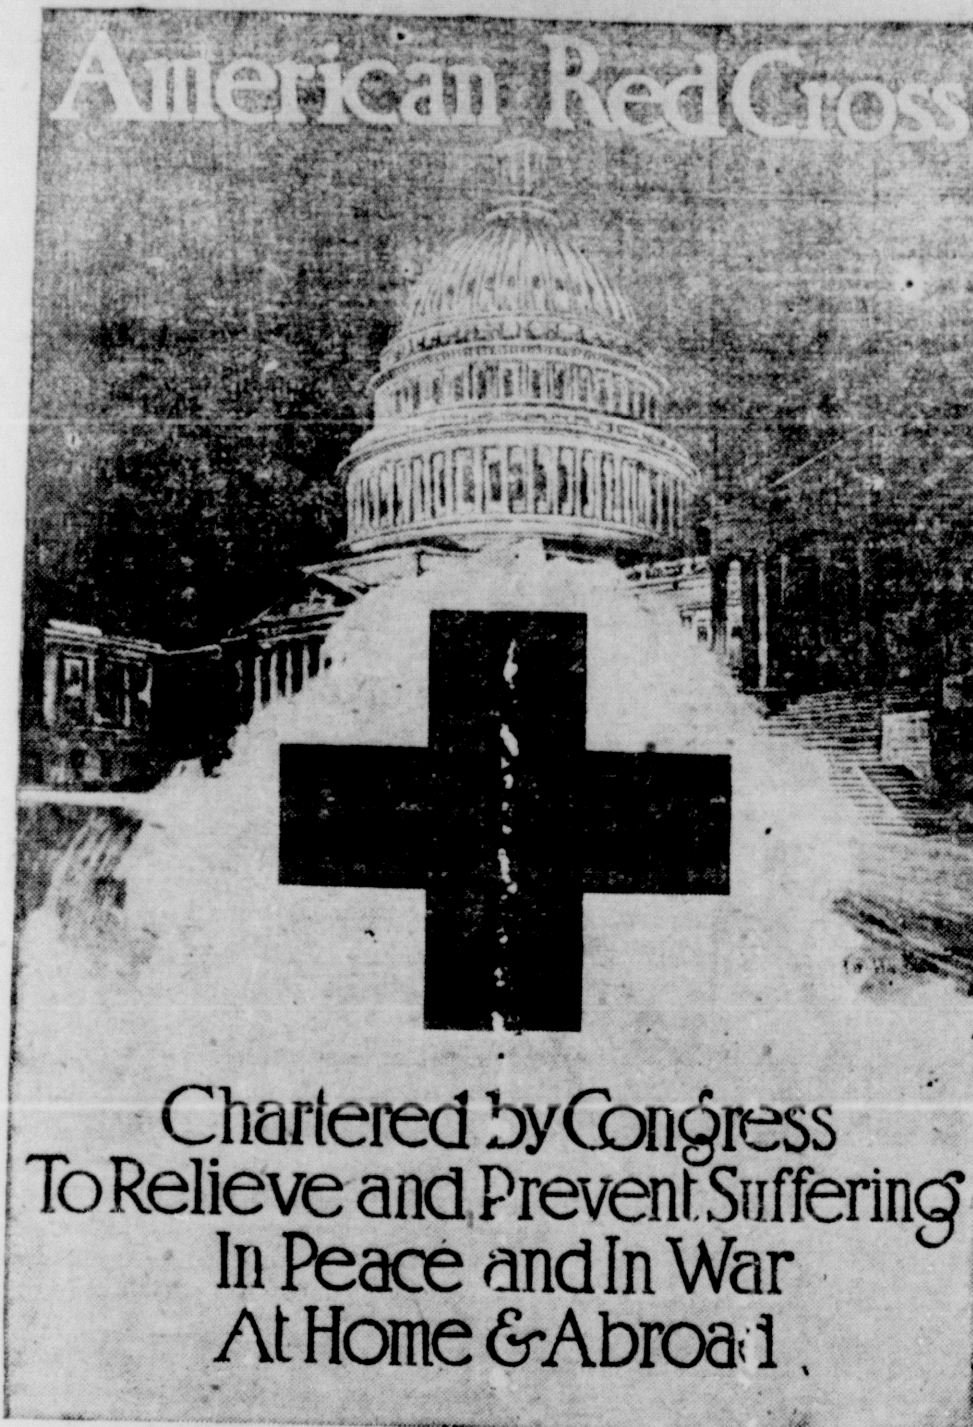 American Red Cross
Chartered by Congress
To Relieve and Prevent Suffering
In Peace and In War
At Home & Abroad